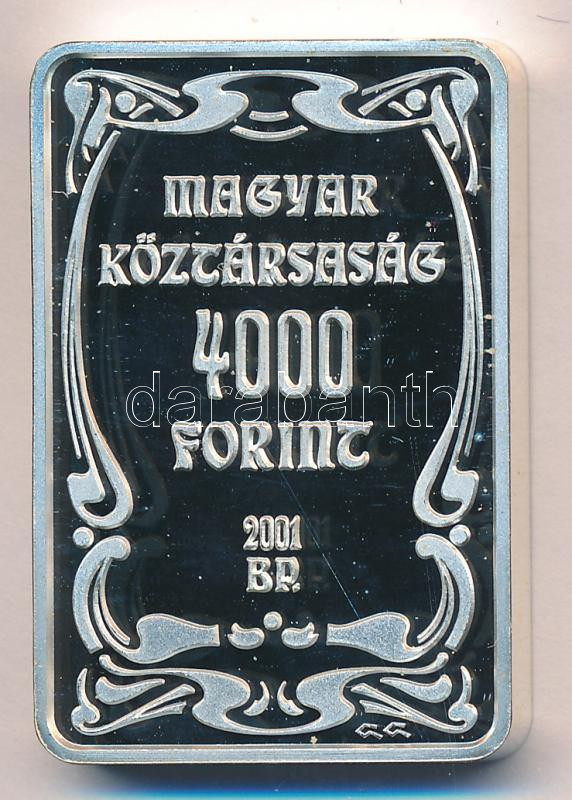 MAGYAR
KÖZTÁRSASÁG
4000
darabanth
FORINT
2001
BP.